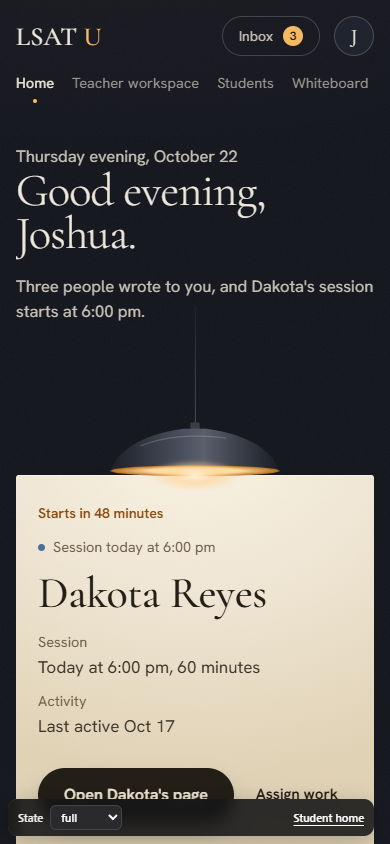 LSAT U
Inbox 3
J
Home Teacher workspace Students Whiteboard
Thursday evening, October 22
Good evening,
Joshua.
Three people wrote to you, and Dakota's session
starts at 6:00 pm.
Starts in 48 minutes
Session today at 6:00 pm
Dakota Reyes
Session
Today at 6:00 pm, 60 minutes
Activity
Last active Oct 17
Open Dakota's page Assign work
State full Student home